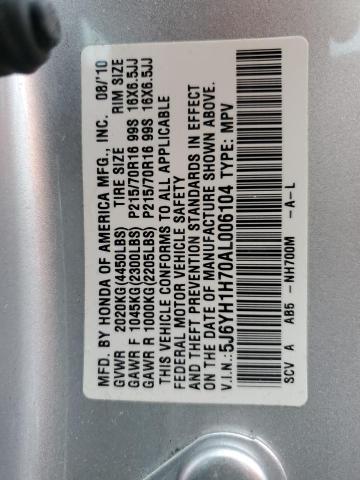 MFD. BY HONDA OF AMERICA MFG., INC. 08/'10
GVWR 2020KG(4450LBS) TIRE SIZE RIM SIZE
GAWR F 1045KG(2300LBS) P215/70R16 99S 16X6.5JJ
GAWR R 1000KG(2205LBS) P215/70R16 99S 16X6.5JJ
THIS VEHICLE CONFORMS TO ALL APPLICABLE
FEDERAL MOTOR VEHICLE SAFETY
AND THEFT PREVENTION STANDARDS IN EFFECT
ON THE DATE OF MANUFACTURE SHOWN ABOVE.
V.I.N.:5J6YH1H70AL006104 TYPE: MPV
SCV A AB5 -NH700M -A-L